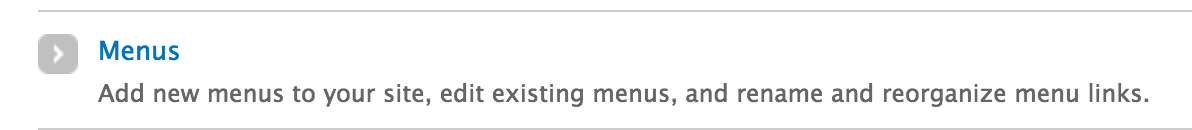 Menus
Add new menus to your site, edit existing menus, and rename and reorganize menu links.